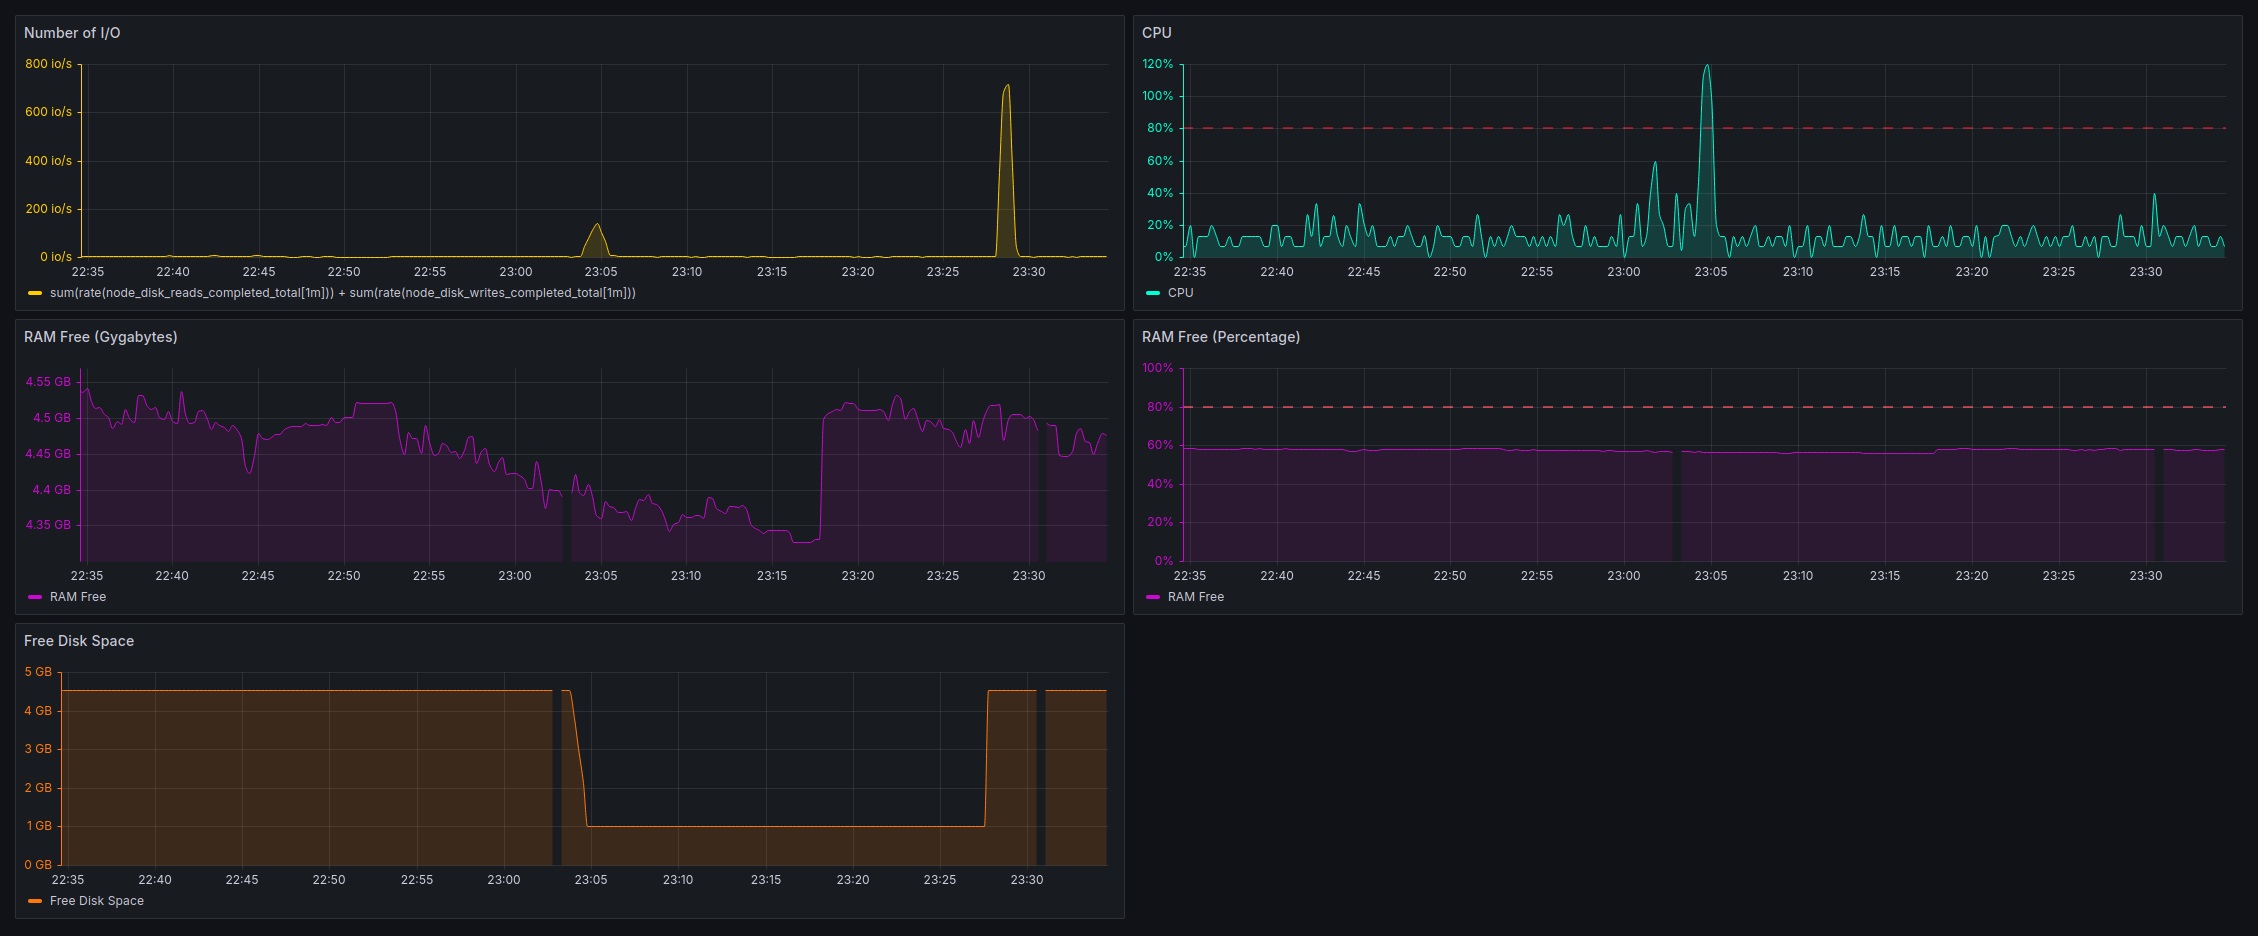 Number of I/O
800 io/s
600 io/s
400 io/s
200 io/s
0 io/s
22:35 22:40 22:45 22:50 22:55 23:00 23:05 23:10 23:15 23:20 23:25 23:30
sum(rate(node_disk_reads_completed_total[1m])) + sum(rate(node_disk_writes_completed_total[1m]))
CPU
120%
100%
80%
60%
40%
20%
0%
22:35 22:40 22:45 22:50 22:55 23:00 23:05 23:10 23:15 23:20 23:25 23:30
CPU
RAM Free (Gygabytes)
4.55 GB
4.5 GB
4.45 GB
4.4 GB
4.35 GB
22:35 22:40 22:45 22:50 22:55 23:00 23:05 23:10 23:15 23:20 23:25 23:30
RAM Free
RAM Free (Percentage)
100%
80%
60%
40%
20%
0%
22:35 22:40 22:45 22:50 22:55 23:00 23:05 23:10 23:15 23:20 23:25 23:30
RAM Free
Free Disk Space
5 GB
4 GB
3 GB
2 GB
1 GB
0 GB
22:35 22:40 22:45 22:50 22:55 23:00 23:05 23:10 23:15 23:20 23:25 23:30
Free Disk Space